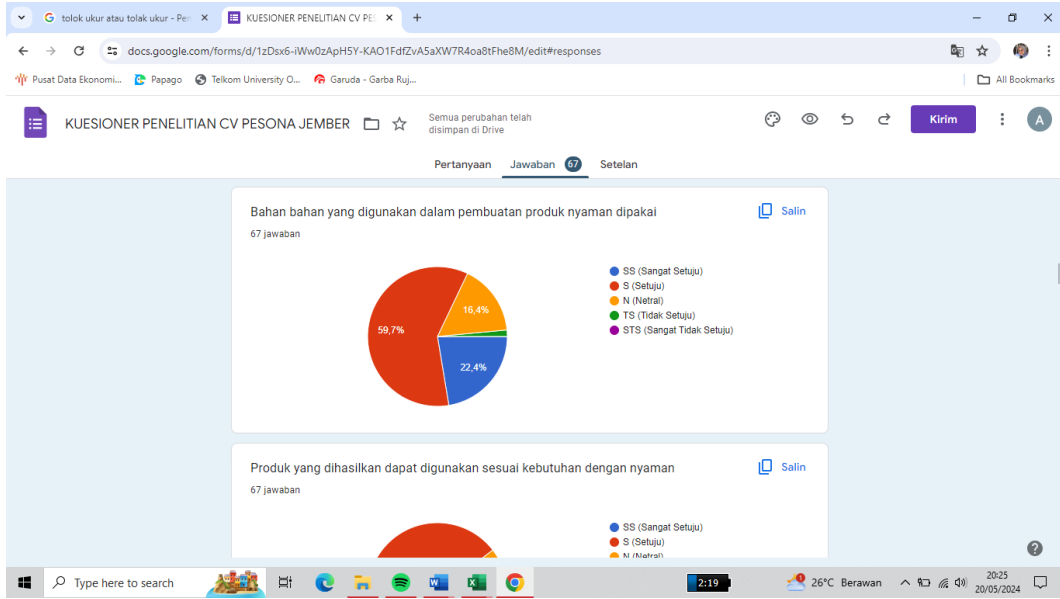 tolok ukur atau tolak ukur - Pen
KUESIONER PENELITIAN CV PES
docs.google.com/forms/d/1zDsx6-iWw0zApH5Y-KAO1FdfZvA5aXW7R4oa8tFhe8M/edit#responses
Pusat Data Ekonomi... Papago Telkom University O... Garuda - Garba Ruj... All Bookmarks
KUESIONER PENELITIAN CV PESONA JEMBER
Semua perubahan telah
disimpan di Drive
Kirim
A
Pertanyaan Jawaban 67 Setelan
Bahan bahan yang digunakan dalam pembuatan produk nyaman dipakai
Salin
67 jawaban
SS (Sangat Setuju)
S (Setuju)
N (Netral)
TS (Tidak Setuju)
STS (Sangat Tidak Setuju)
16,4%
59,7%
22,4%
Produk yang dihasilkan dapat digunakan sesuai kebutuhan dengan nyaman
Salin
67 jawaban
SS (Sangat Setuju)
S (Setuju)
N (Netral)
Type here to search
2:19
26°C Berawan
20:25
20/05/2024